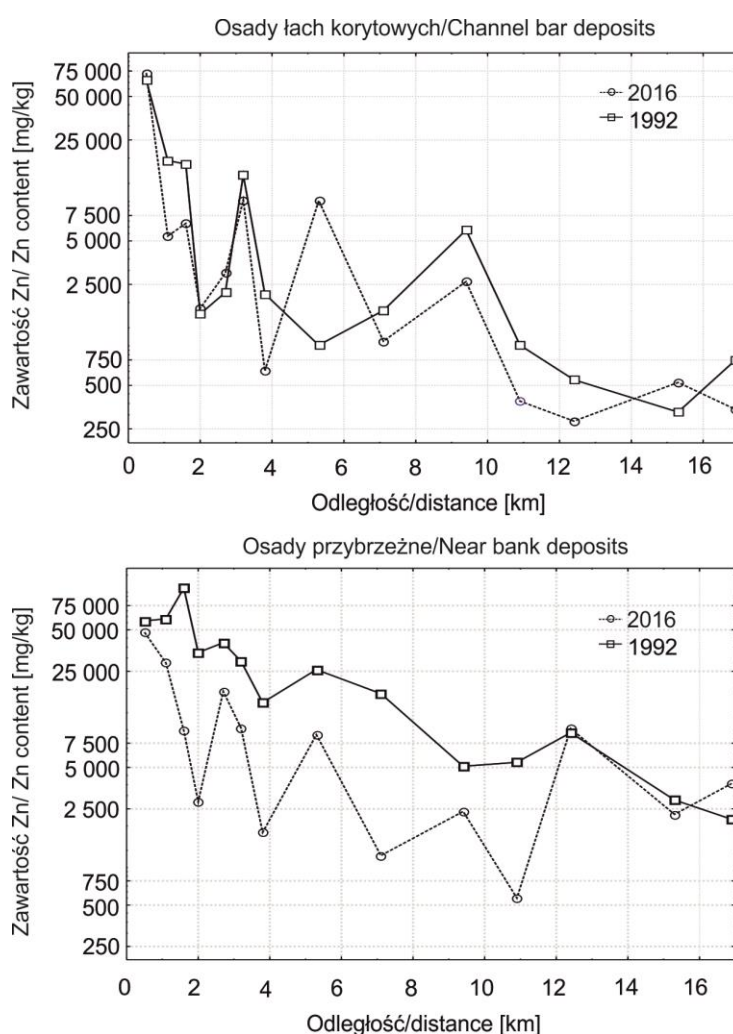 Osady łach korytowych/Channel bar deposits
Zawartość Zn/ Zn content [mg/kg]
75 000
50 000
25 000
7 500
5 000
2 500
750
500
250
2016
1992
0 2 4 6 8 10 12 14 16
Odległość/distance [km]
Osady przybrzeżne/Near bank deposits
Zawartość Zn/ Zn content [mg/kg]
75 000
50 000
25 000
7 500
5 000
2 500
750
500
250
2016
1992
0 2 4 6 8 10 12 14 16
Odległość/distance [km]